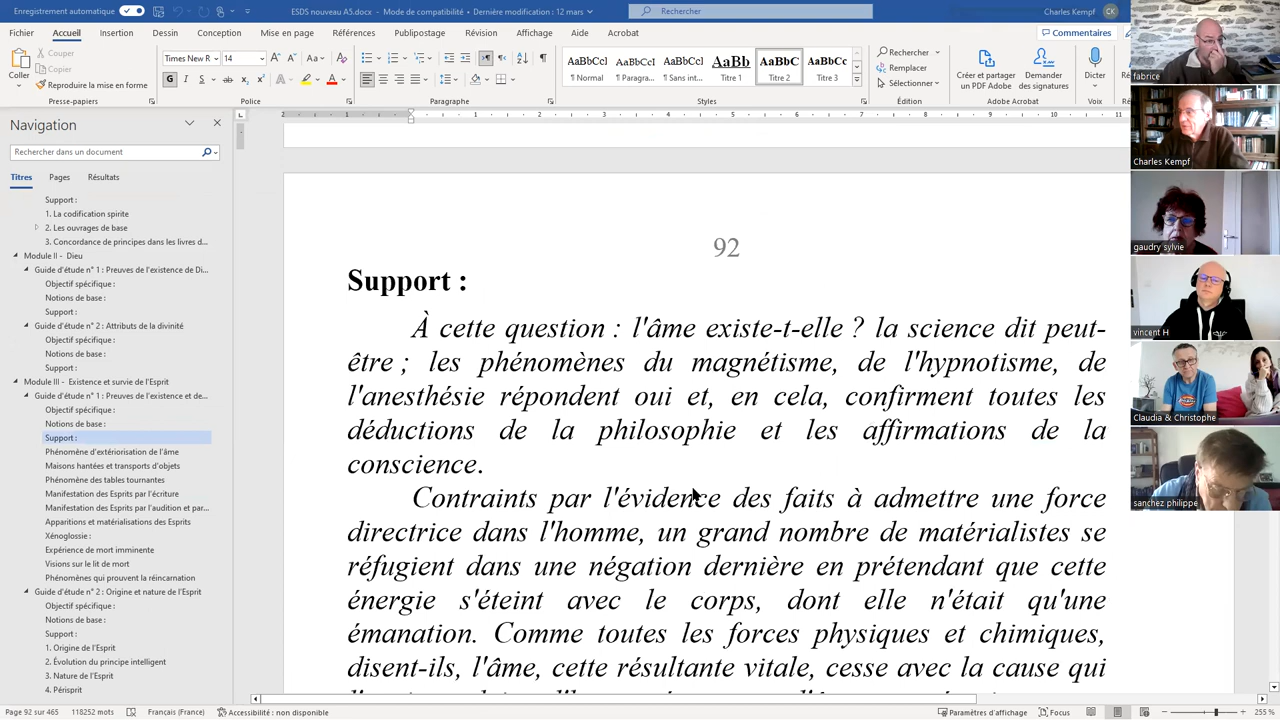 Enregistrement automatique
ESDS nouveau A5.docx - Mode de compatibilité • Dernière modification : 12 mars
Rechercher
Charles Kempf
CK
Fichier
Accueil
Insertion
Dessin
Conception
Mise en page
Références
Publipostage
Révision
Affichage
Aide
Acrobat
Commentaires
Coller
Couper
Copier
Reproduire la mise en forme
Presse-papiers
Times New R
14
G
I
S
Police
Paragraphe
AaBbCcI
¶ Normal
AaBbCcI
¶ Paragra...
AaBbCcI
¶ Sans int...
AaBb
Titre 1
AaBbC
Titre 2
AaBbCc
Titre 3
Styles
Rechercher
Remplacer
Sélectionner
Édition
Créer et partager
un PDF Adobe
Demander
des signatures
Adobe Acrobat
Dicter
Voix
Navigation
Rechercher dans un document
Titres
Pages
Résultats
Support :
1. La codification spirite
2. Les ouvrages de base
3. Concordance de principes dans les livres d...
Module II - Dieu
Guide d'étude n° 1 : Preuves de l'existence de Di...
Objectif spécifique :
Notions de base :
Support :
Guide d'étude n° 2 : Attributs de la divinité
Objectif spécifique :
Notions de base :
Support :
Module III - Existence et survie de l'Esprit
Guide d'étude n° 1 : Preuves de l'existence et de...
Objectif spécifique :
Notions de base :
Support :
Phénomène d'extériorisation de l'âme
Maisons hantées et transports d'objets
Phénomène des tables tournantes
Manifestation des Esprits par l'écriture
Manifestation des Esprits par l'audition et par...
Apparitions et matérialisations des Esprits
Xénoglossie :
Expérience de mort imminente
Visions sur le lit de mort
Phénomènes qui prouvent la réincarnation
Guide d'étude n° 2 : Origine et nature de l'Esprit
Objectif spécifique :
Notions de base :
Support :
1. Origine de l'Esprit
2. Évolution du principe intelligent
3. Nature de l'Esprit
4. Périsprit
92
Support :
À cette question : l'âme existe-t-elle ? la science dit peut-
être ; les phénomènes du magnétisme, de l'hypnotisme, de
l'anesthésie répondent oui et, en cela, confirment toutes les
déductions de la philosophie et les affirmations de la
conscience.
Contraints par l'évidence des faits à admettre une force
directrice dans l'homme, un grand nombre de matérialistes se
réfugient dans une négation dernière en prétendant que cette
énergie s'éteint avec le corps, dont elle n'était qu'une
émanation. Comme toutes les forces physiques et chimiques,
disent-ils, l'âme, cette résultante vitale, cesse avec la cause qui
fabrice
Charles Kempf
gaudry sylvie
vincent H
Claudia & Christophe
sanchez philippe
Page 92 sur 465
118252 mots
Français (France)
Accessibilité : non disponible
Paramètres d'affichage
Focus
255 %